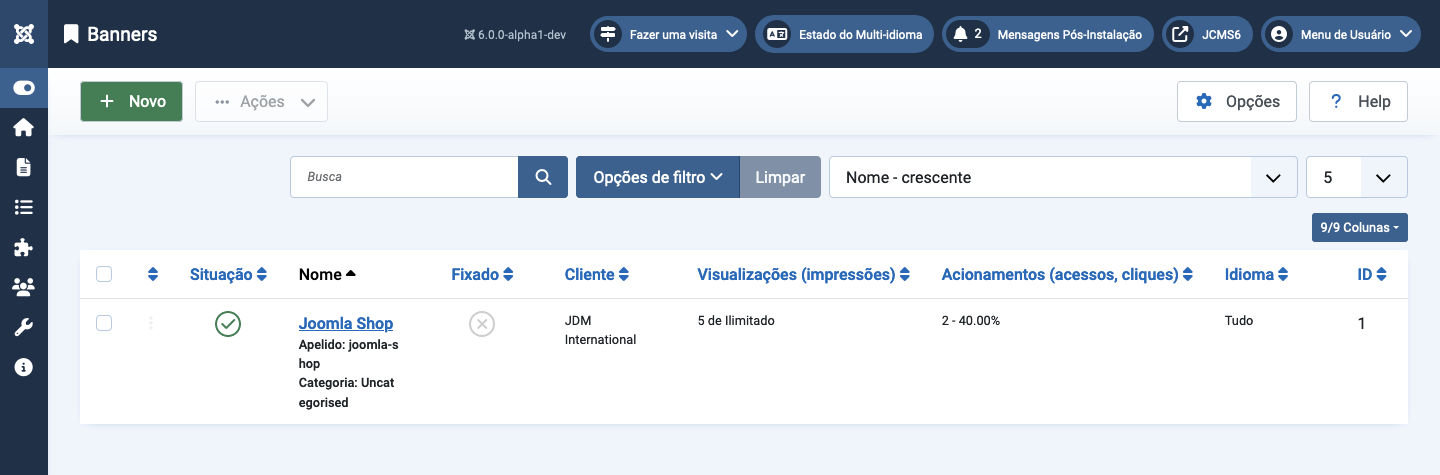 Banners
6.0.0-alpha1-dev
Fazer uma visita
Estado do Multi-idioma
2 Mensagens Pós-Instalação
JCMS6
Menu de Usuário
+ Novo
Ações
Opções
? Help
Busca
Opções de filtro
Limpar
Nome - crescente
5
9/9 Colunas
Situação Nome Fixado Cliente Visualizações (impressões) Acionamentos (acessos, cliques) Idioma ID
Joomla Shop
Apelido: joomla-s
hop
Categoria: Uncat
egorised
JDM
International
5 de Ilimitado
2 - 40.00%
Tudo
1